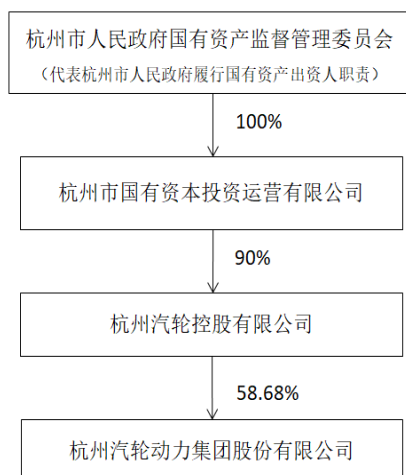 杭州市人民政府国有资产监督管理委员会
（代表杭州市人民政府履行国有资产出资人职责）
100%
杭州市国有资本投资运营有限公司
90%
杭州汽轮控股有限公司
58.68%
杭州汽轮动力集团股份有限公司